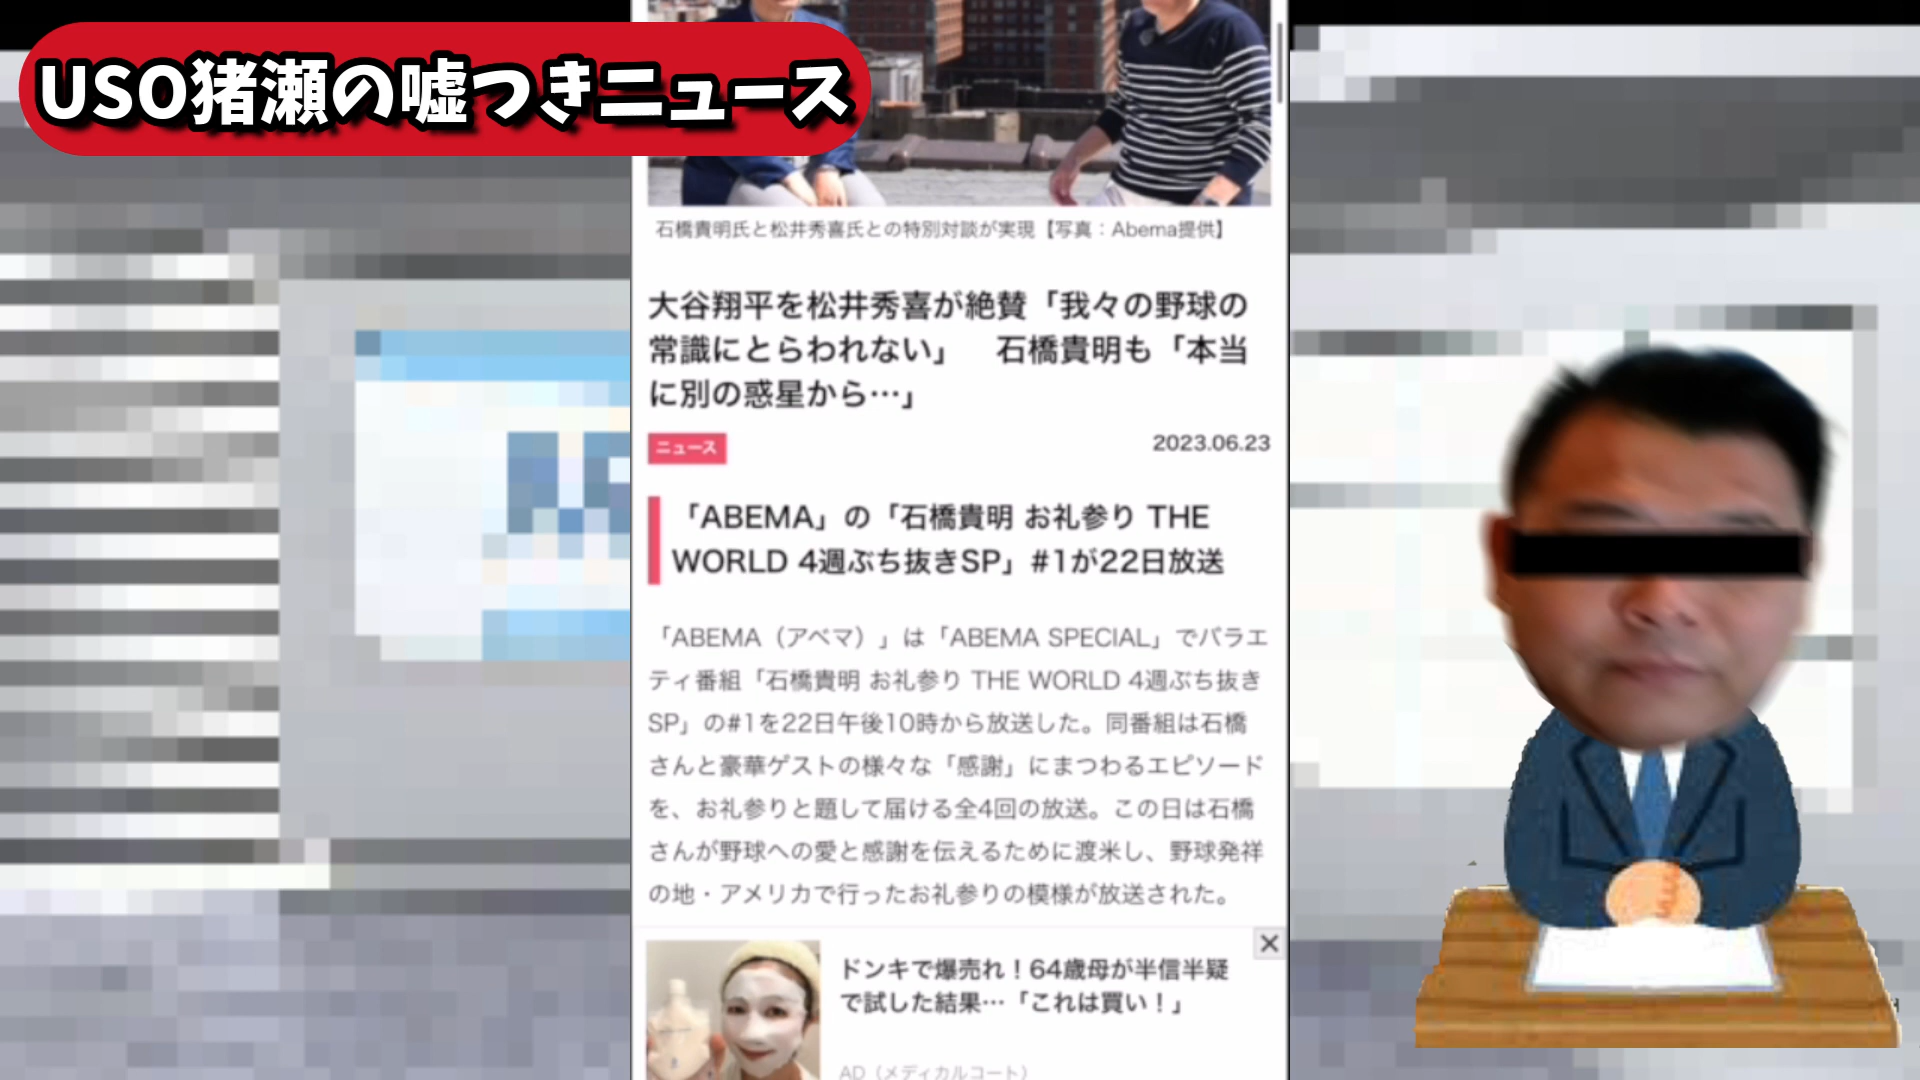 USO猪瀬の嘘つきニュース
石橋貴明氏と松井秀喜氏との特別対談が実現【写真：Abema提供】
大谷翔平を松井秀喜が絶賛「我々の野球の
常識にとらわれない」　石橋貴明も「本当
に別の惑星から…」
ニュース
2023.06.23
「ABEMA」の「石橋貴明 お礼参り THE
WORLD 4週ぶち抜きSP」#1が22日放送
「ABEMA（アベマ）」は「ABEMA SPECIAL」でバラエ
ティ番組「石橋貴明 お礼参り THE WORLD 4週ぶち抜き
SP」の#1を22日午後10時から放送した。同番組は石橋
さんと豪華ゲストの様々な「感謝」にまつわるエピソード
を、お礼参りと題して届ける全4回の放送。この日は石橋
さんが野球への愛と感謝を伝えるために渡米し、野球発祥
の地・アメリカで行ったお礼参りの模様が放送された。
ドンキで爆売れ！64歳母が半信半疑
で試した結果…「これは買い！」
AD（メディカルコート）